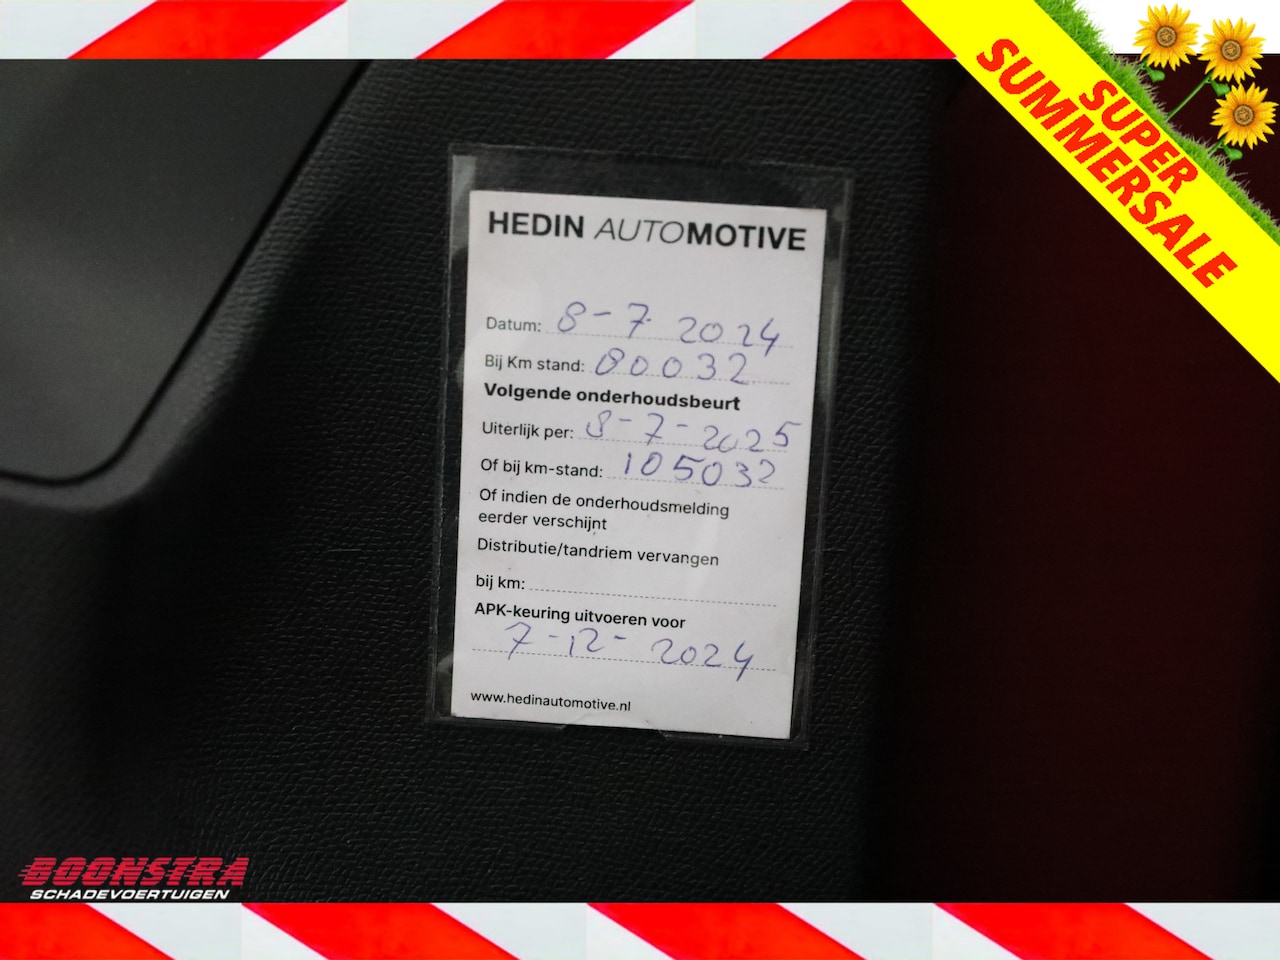 SUPER
SUMMERSALE
HEDIN AUTOMOTIVE
Datum: 8-7 2024
Bij Km stand: 80032
Volgende onderhoudsbeurt
Uiterlijk per: 8-7-2025
Of bij km-stand: 105032
Of indien de onderhoudsmelding
eerder verschijnt
Distributie/tandriem vervangen
bij km:
APK-keuring uitvoeren voor
7-12-2024
www.hedinautomotive.nl
BOONSTRA
SCHADEVOERTUIGEN